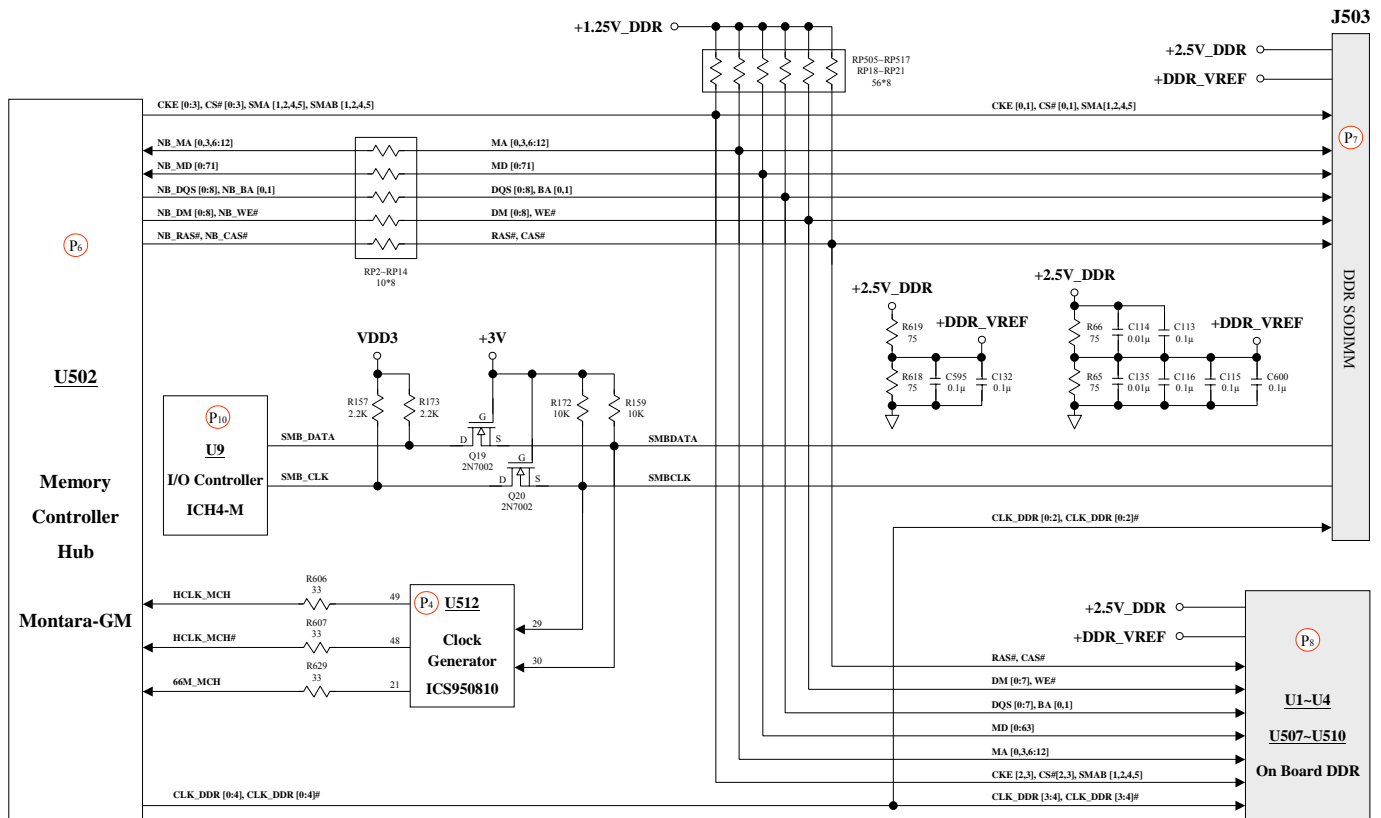 J503
+1.25V_DDR
+2.5V_DDR
+DDR_VREF
RP505~RP517
RP18~RP21
56*8
CKE [0:3], CS# [0:3], SMA [1,2,4,5], SMAB [1,2,4,5]
CKE [0,1], CS# [0,1], SMA[1,2,4,5]
P7
NB_MA [0,3,6:12]
MA [0,3,6:12]
NB_MD [0:71]
MD [0:71]
NB_DQS [0:8], NB_BA [0,1]
DQS [0:8], BA [0,1]
NB_DM [0:8], NB_WE#
DM [0:8], WE#
NB_RAS#, NB_CAS#
RAS#, CAS#
P6
RP2~RP14
10*8
DDR SODIMM
+2.5V_DDR
R619
75
+DDR_VREF
R618
75
C595
0.1μ
C132
0.1μ
+2.5V_DDR
R66
75
C114
0.01μ
C113
0.1μ
+DDR_VREF
R65
75
C135
0.01μ
C116
0.1μ
C115
0.1μ
C600
0.1μ
U502
Memory
Controller
Hub
Montara-GM
VDD3
+3V
R157
2.2K
R173
2.2K
R172
10K
R159
10K
P10
U9
I/O Controller
ICH4-M
SMB_DATA
D
G
S
Q19
2N7002
SMBDATA
SMB_CLK
D
G
S
Q20
2N7002
SMBCLK
CLK_DDR [0:2], CLK_DDR [0:2]#
HCLK_MCH
R606
33
49
HCLK_MCH#
R607
33
48
66M_MCH
R629
33
21
P4
U512
Clock
Generator
ICS950810
29
30
+2.5V_DDR
+DDR_VREF
P8
RAS#, CAS#
DM [0:7], WE#
DQS [0:7], BA [0,1]
MD [0:63]
MA [0,3,6:12]
CKE [2,3], CS#[2,3], SMAB [1,2,4,5]
U1~U4
U507~U510
On Board DDR
CLK_DDR [0:4], CLK_DDR [0:4]#
CLK_DDR [3:4], CLK_DDR [3:4]#